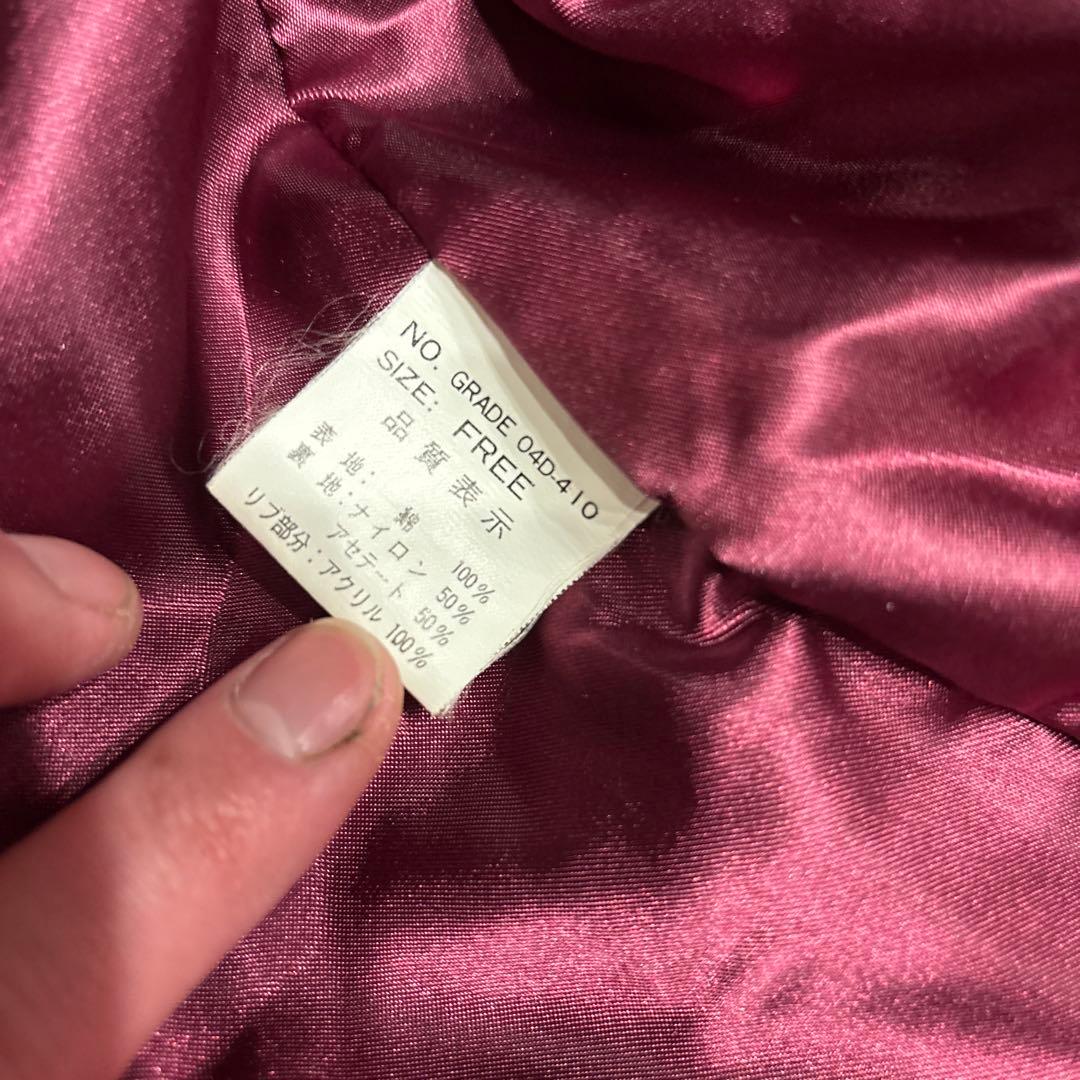 NO. GRADE 04D-410
SIZE: FREE
品質表示
表地: 綿 100%
裏地: ナイロン 50%
アセテート 50%
リブ部分: アクリル 100%